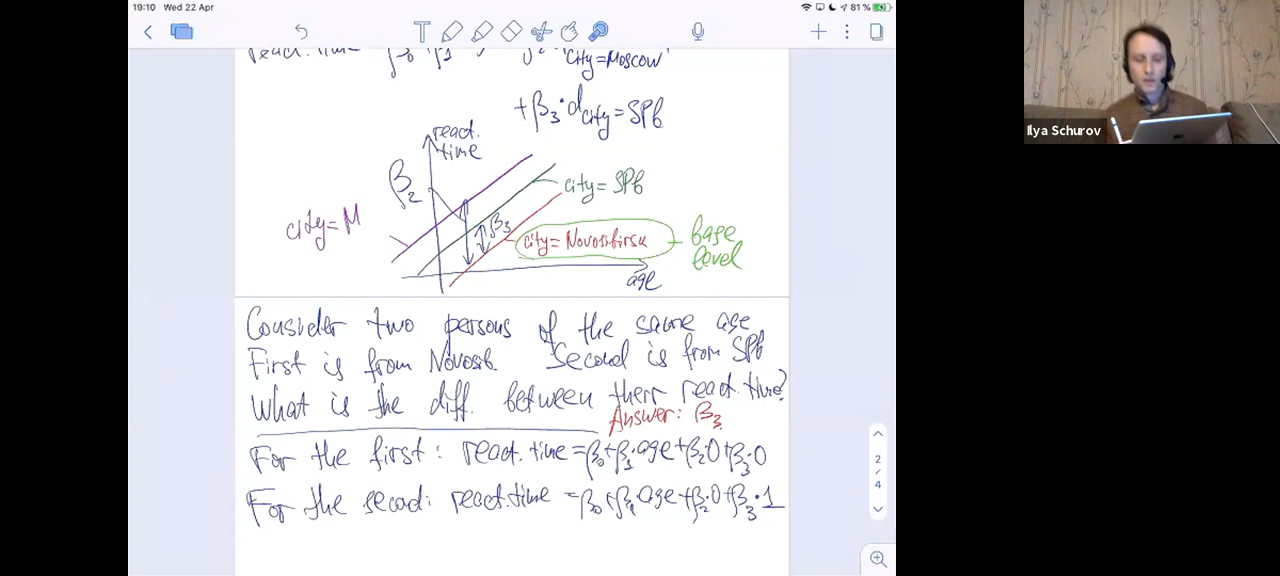 19:10 Wed 22 Apr
81 %
react. time
city=Moscow
+ β₃·d city=SPb
react.
time
β₂
city=SPb
city=M
β₃
city=Novosibirsk
base
level
age
Consider two persons of the same age
First is from Novosib. Second is from SPb
What is the diff. between their react. time?
Answer: β₃
For the first: react. time =β₀+β₁·age+β₂·0+β₃·0
For the second: react.time =β₀+β₁·age+β₂·0+β₃·1
2
/
4
Ilya Schurov